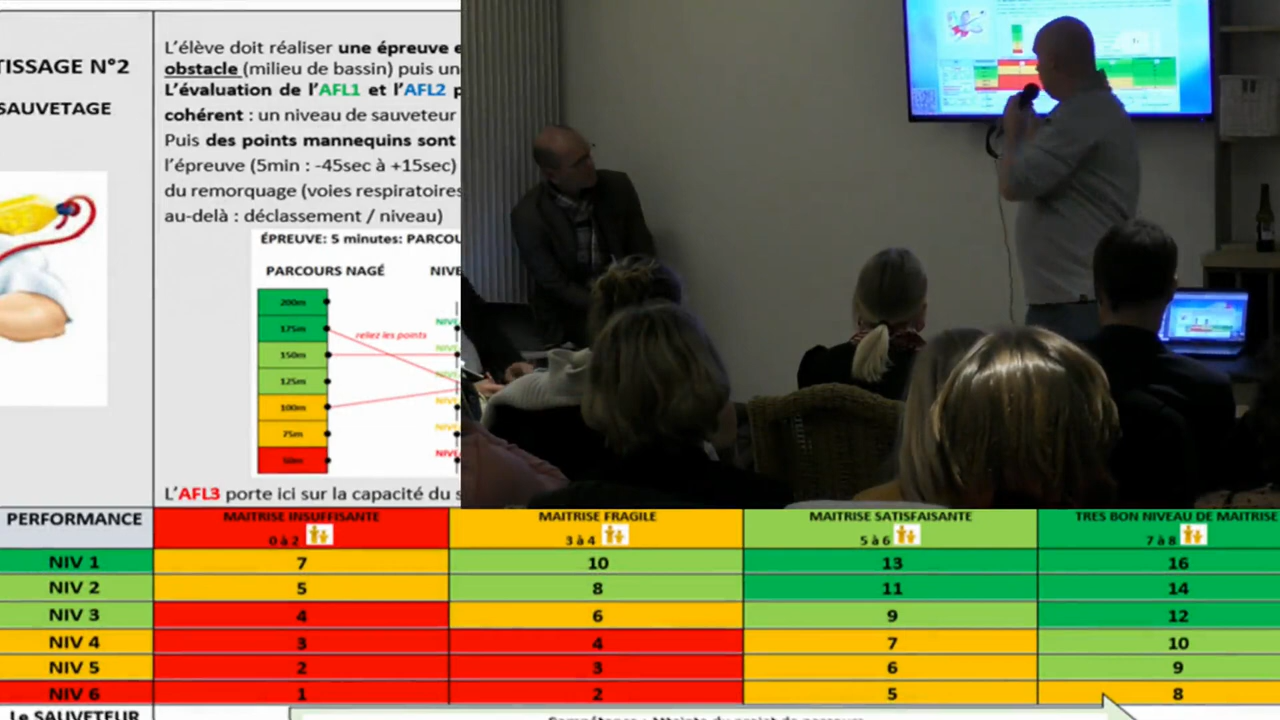 TISSAGE N°2
SAUVETAGE
L'élève doit réaliser une épreuve e
obstacle (milieu de bassin) puis un
L'évaluation de l'AFL1 et l'AFL2 p
cohérent : un niveau de sauveteur
Puis des points mannequins sont
l'épreuve (5min : -45sec à +15sec)
du remorquage (voies respiratoires
au-delà : déclassement / niveau)
ÉPREUVE: 5 minutes: PARCOU
PARCOURS NAGÉ NIVE
200m
175m
reliez les points
150m
125m
100m
75m
50m
L'AFL3 porte ici sur la capacité du s
PERFORMANCE MAITRISE INSUFFISANTE MAITRISE FRAGILE MAITRISE SATISFAISANTE TRES BON NIVEAU DE MAITRISE
0 à 2 3 à 4 5 à 6 7 à 8
NIV 1 7 10 13 16
NIV 2 5 8 11 14
NIV 3 4 6 9 12
NIV 4 3 4 7 10
NIV 5 2 3 6 9
NIV 6 1 2 5 8
Le SAUVETEUR